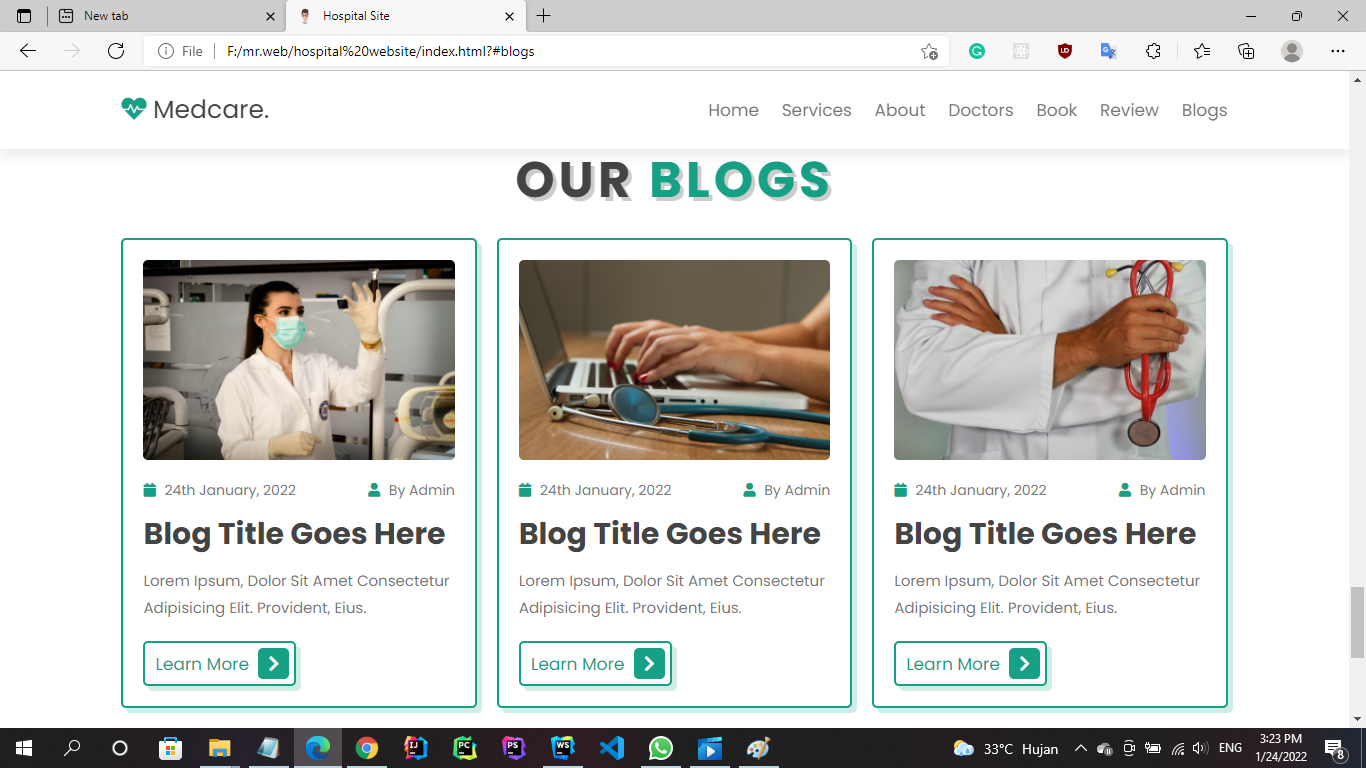 New tab
Hospital Site
File
F:/mr.web/hospital%20website/index.html?#blogs
Medcare.
Home Services About Doctors Book Review Blogs
OUR BLOGS
24th January, 2022 By Admin
Blog Title Goes Here
Lorem Ipsum, Dolor Sit Amet Consectetur
Adipisicing Elit. Provident, Eius.
Learn More
24th January, 2022 By Admin
Blog Title Goes Here
Lorem Ipsum, Dolor Sit Amet Consectetur
Adipisicing Elit. Provident, Eius.
Learn More
24th January, 2022 By Admin
Blog Title Goes Here
Lorem Ipsum, Dolor Sit Amet Consectetur
Adipisicing Elit. Provident, Eius.
Learn More
IJ
PC
PS
WS
33°C Hujan
ENG
3:23 PM
1/24/2022
8